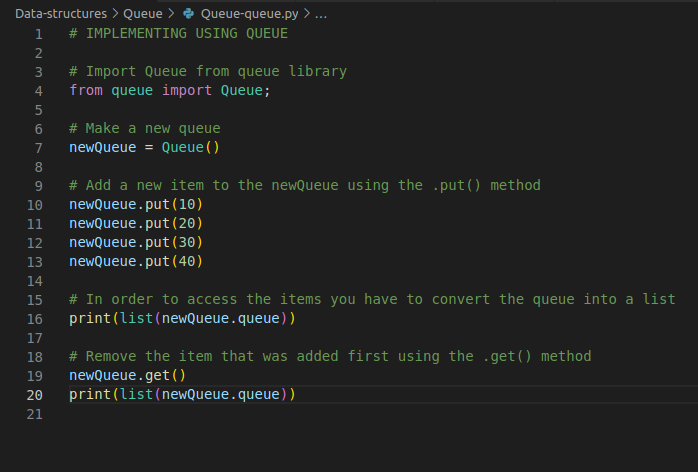 Data-structures > Queue > Queue-queue.py > ...
1 # IMPLEMENTING USING QUEUE
2
3 # Import Queue from queue library
4 from queue import Queue;
5
6 # Make a new queue
7 newQueue = Queue()
8
9 # Add a new item to the newQueue using the .put() method
10 newQueue.put(10)
11 newQueue.put(20)
12 newQueue.put(30)
13 newQueue.put(40)
14
15 # In order to access the items you have to convert the queue into a list
16 print(list(newQueue.queue))
17
18 # Remove the item that was added first using the .get() method
19 newQueue.get()
20 print(list(newQueue.queue))
21